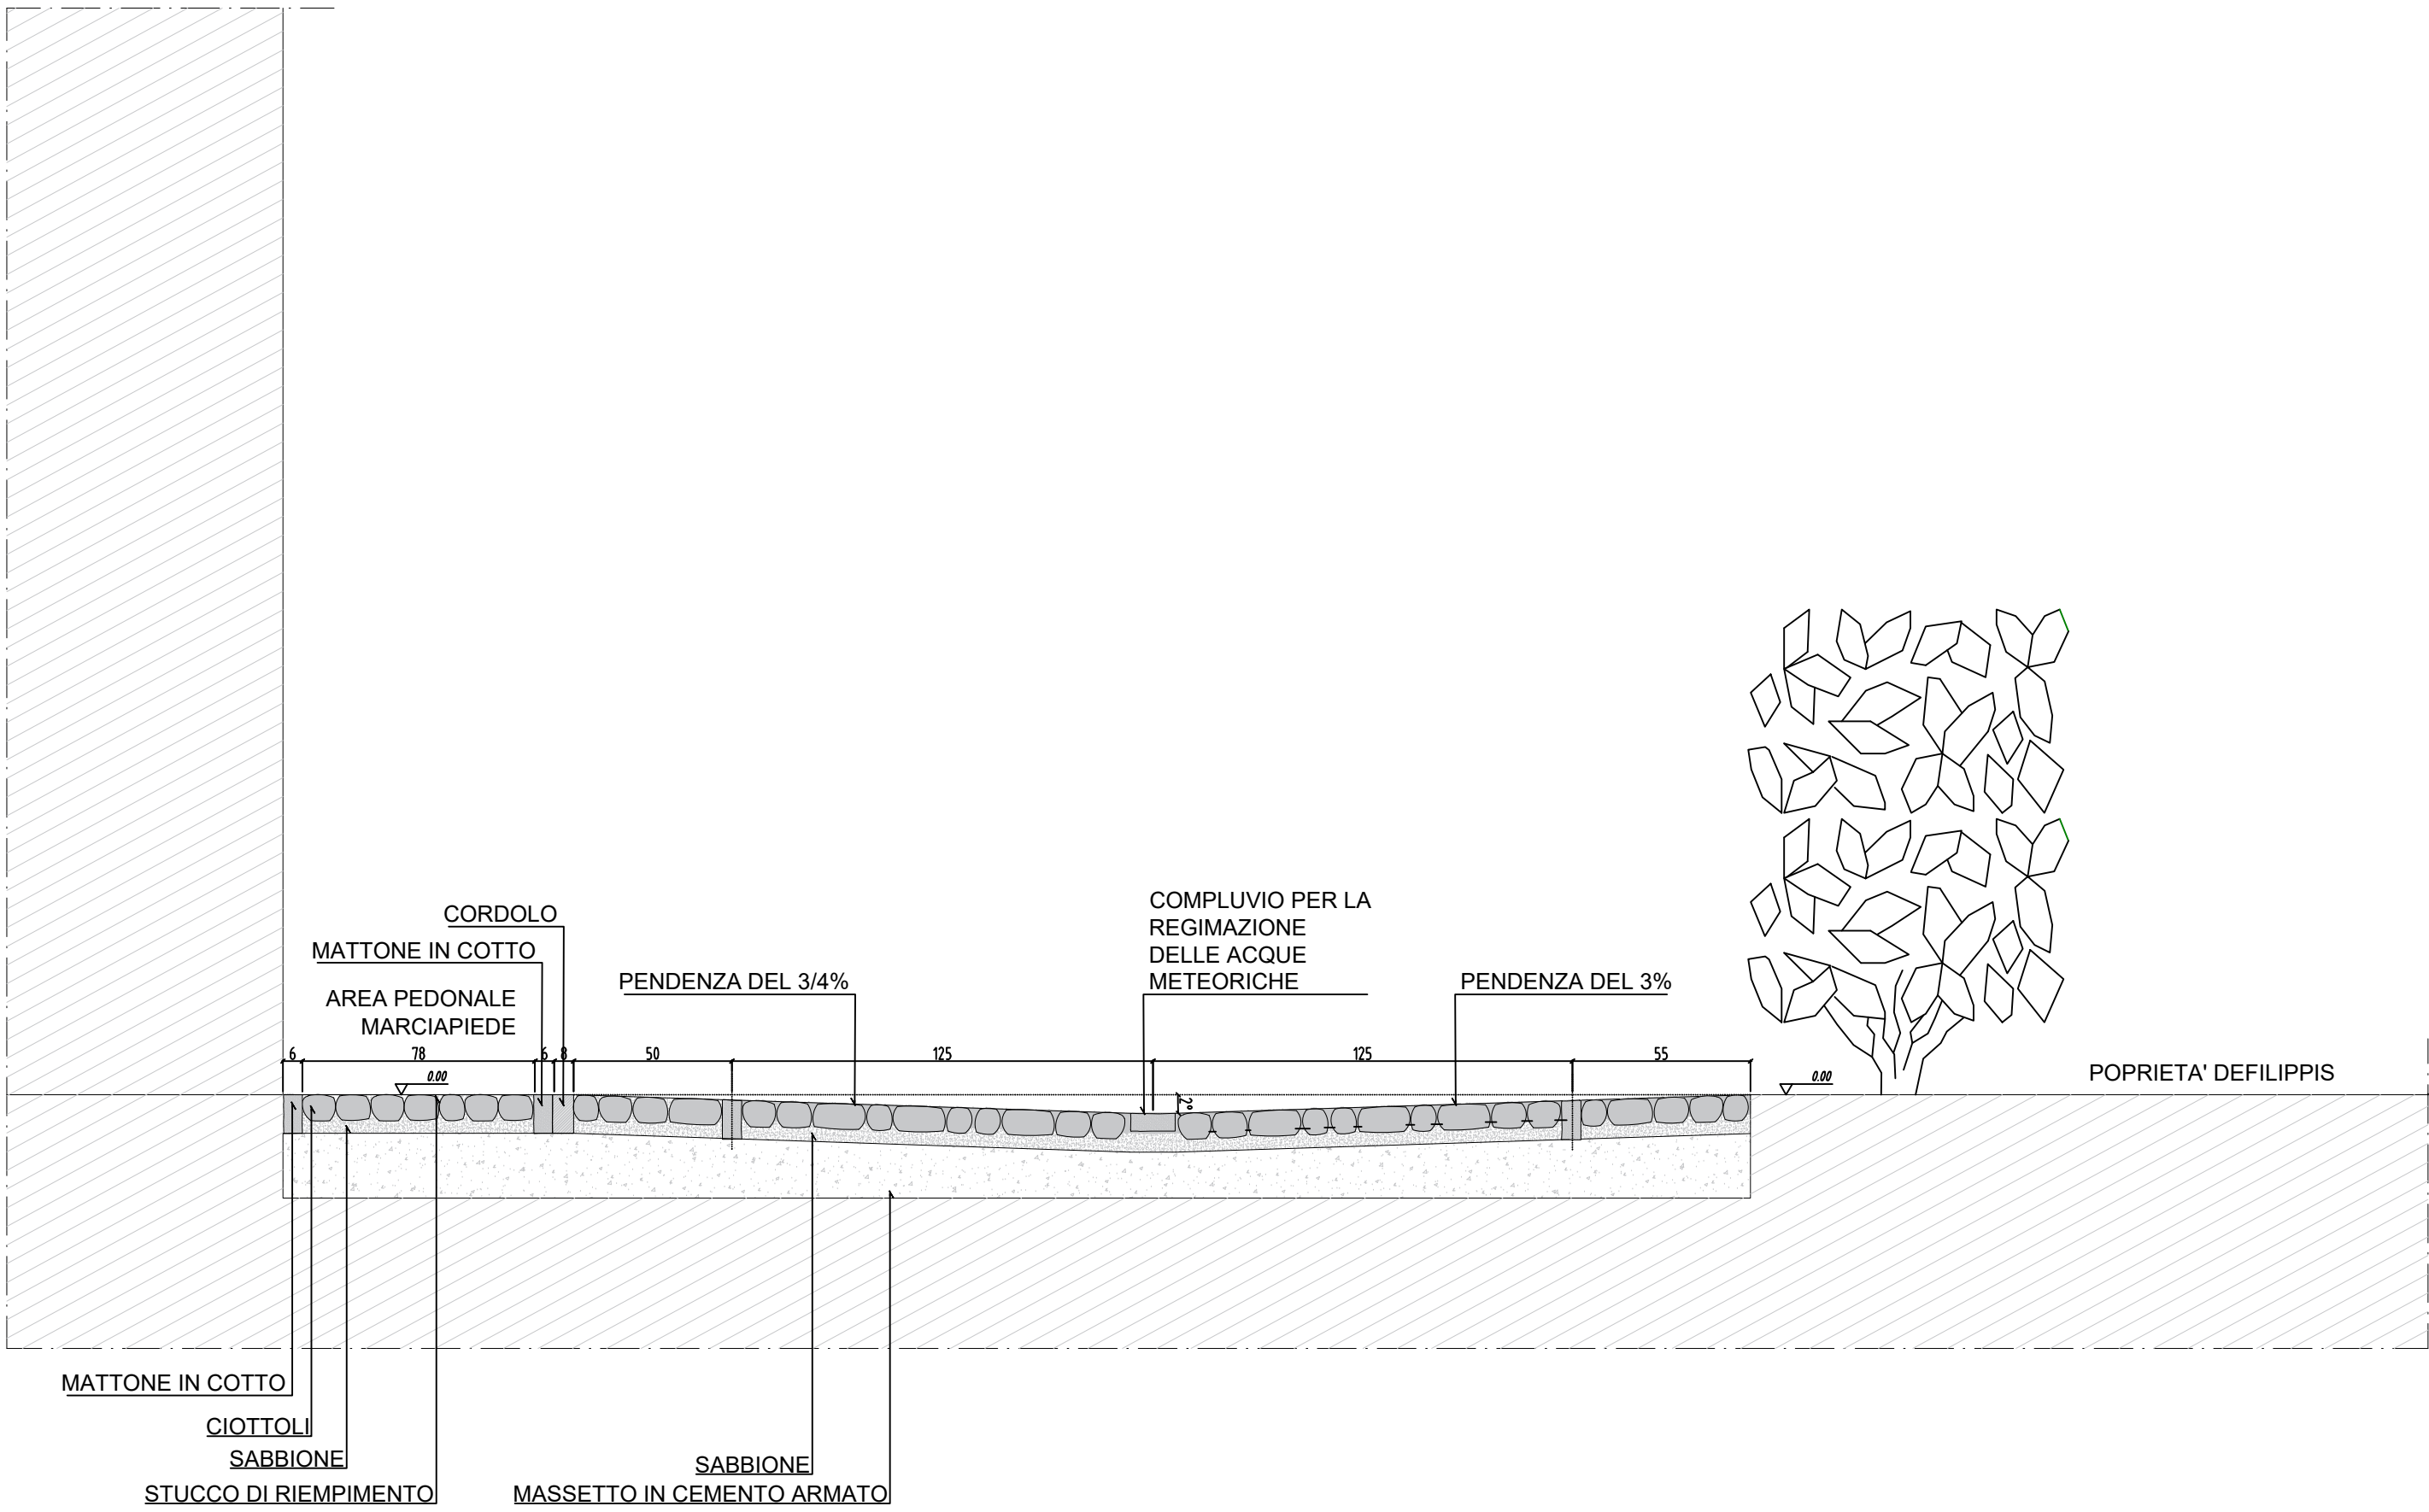 CORDOLO
MATTONE IN COTTO
AREA PEDONALE
MARCIAPIEDE
PENDENZA DEL 3/4%
COMPLUVIO PER LA
REGIMAZIONE
DELLE ACQUE
METEORICHE
PENDENZA DEL 3%
6 78 6 8 50 125 125 55
0.00
2°
0.00
POPRIETA' DEFILIPPIS
MATTONE IN COTTO
CIOTTOLI
SABBIONE
STUCCO DI RIEMPIMENTO
SABBIONE
MASSETTO IN CEMENTO ARMATO